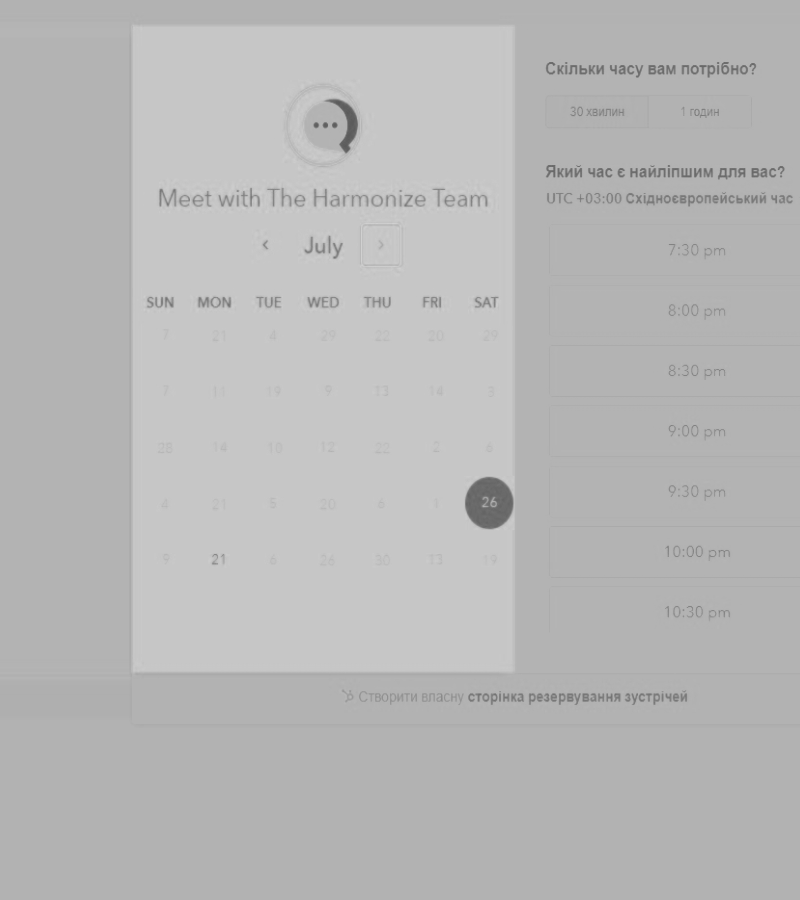 Meet with The Harmonize Team
July
SUN MON TUE WED THU FRI SAT
7 21 4 29 22 20 29
7 11 19 9 13 14 3
28 14 10 12 22 2 6
4 21 5 20 6 1 26
9 21 6 26 30 13 19
Скільки часу вам потрібно?
30 хвилин 1 годин
Який час є найліпшим для вас?
UTC +03:00 Східноєвропейський час
7:30 pm
8:00 pm
8:30 pm
9:00 pm
9:30 pm
10:00 pm
10:30 pm
Створити власну сторінка резервування зустрічей